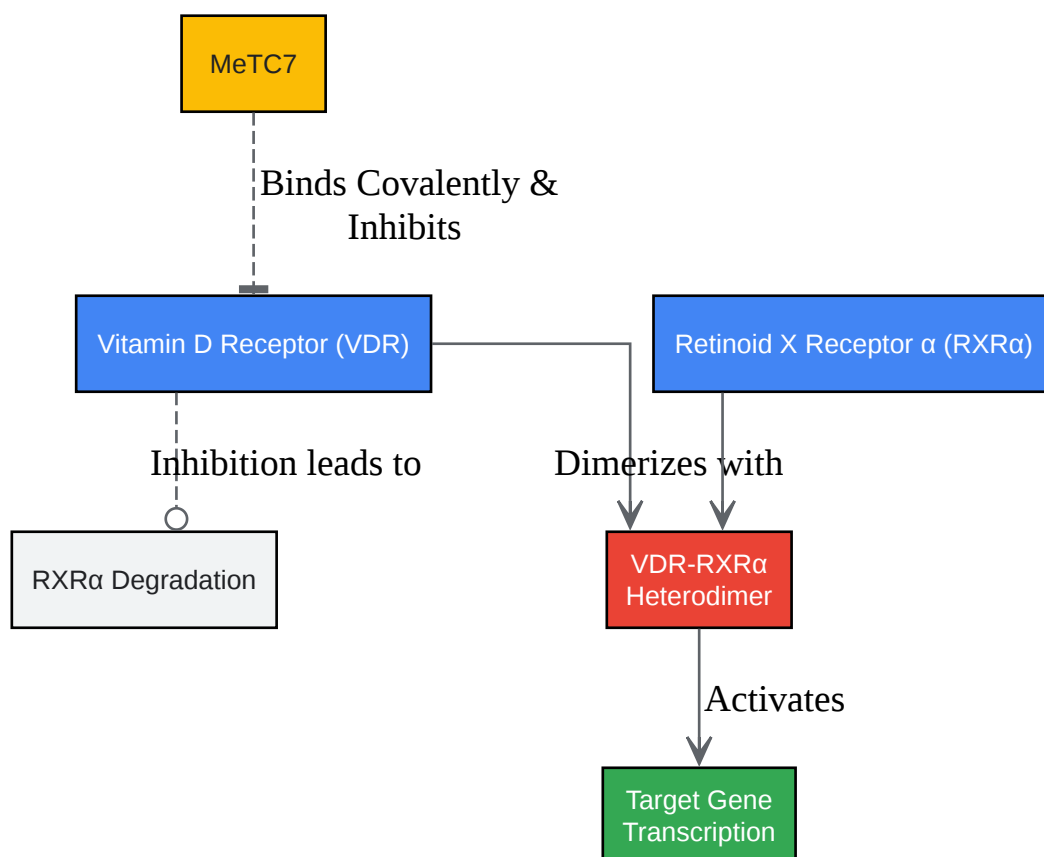 MeTC7
Binds Covalently &
Inhibits
Vitamin D Receptor (VDR)
Retinoid X Receptor α (RXRα)
Inhibition leads to
Dimerizes with
RXRα Degradation
VDR-RXRα
Heterodimer
Activates
Target Gene
Transcription